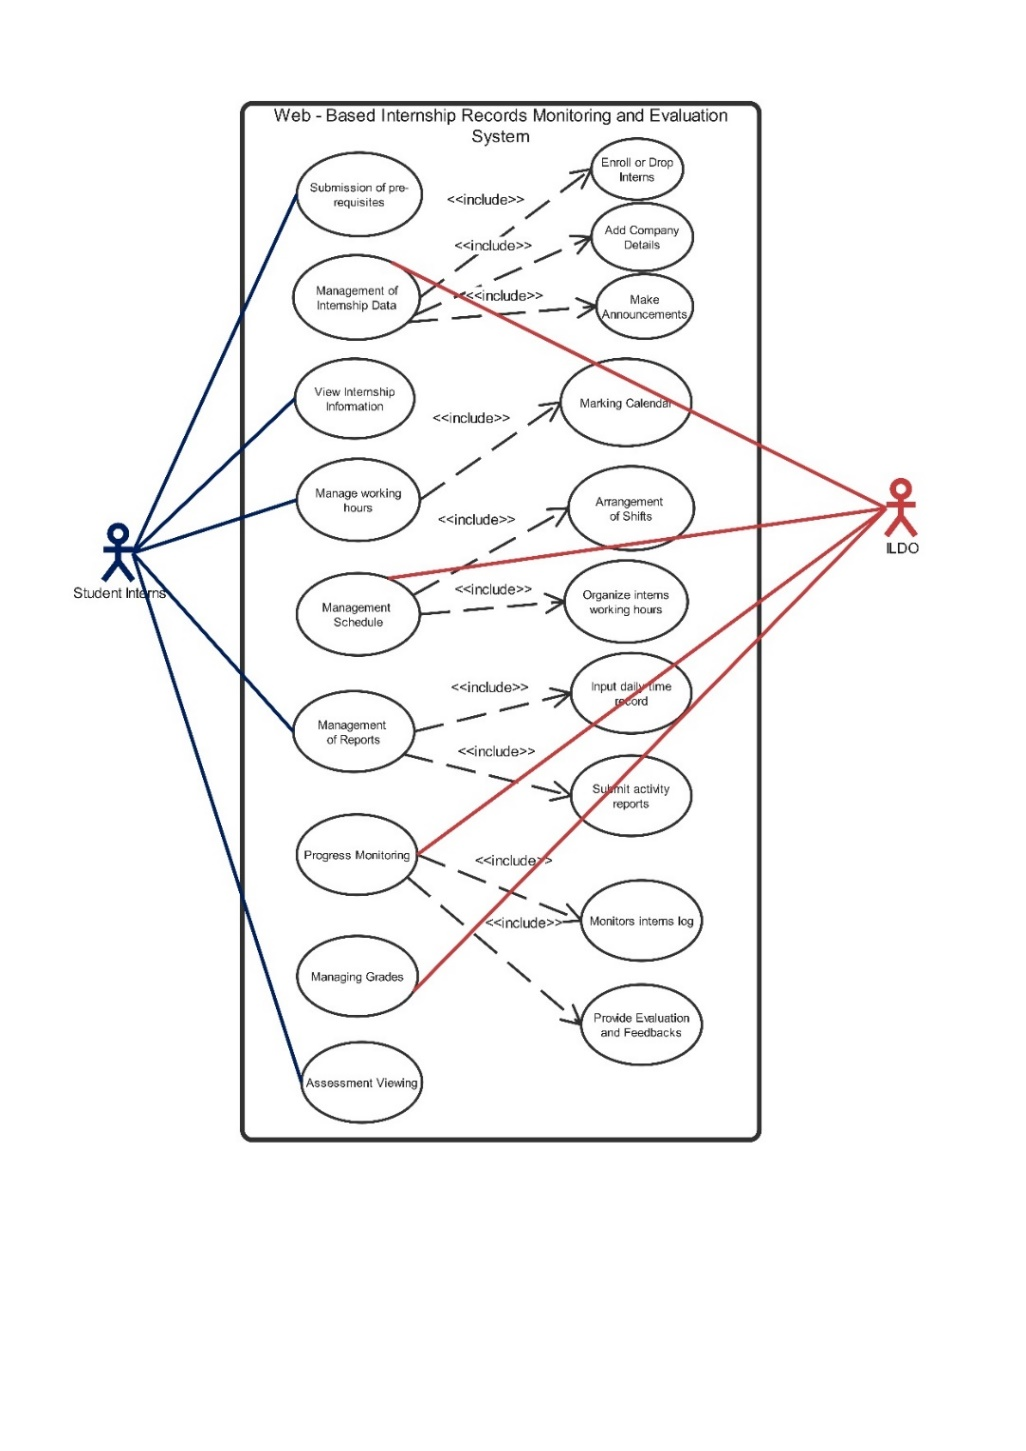 Web - Based Internship Records Monitoring and Evaluation
System
Submission of pre-
requisites
<<include>>
Enroll or Drop
Interns
<<include>>
Add Company
Details
Management of
Internship Data
<<include>>
Make
Announcements
View Internship
Information
<<include>>
Marking Calendar
Manage working
hours
<<include>>
Arrangement
of Shifts
ILDO
Student Interns
Management
Schedule
<<include>>
Organize interns
working hours
Management
of Reports
<<include>>
Input daily time
record
<<include>>
Submit activity
reports
Progress Monitoring
<<include>>
Monitors interns log
<<include>>
Managing Grades
Provide Evaluation
and Feedbacks
Assessment Viewing